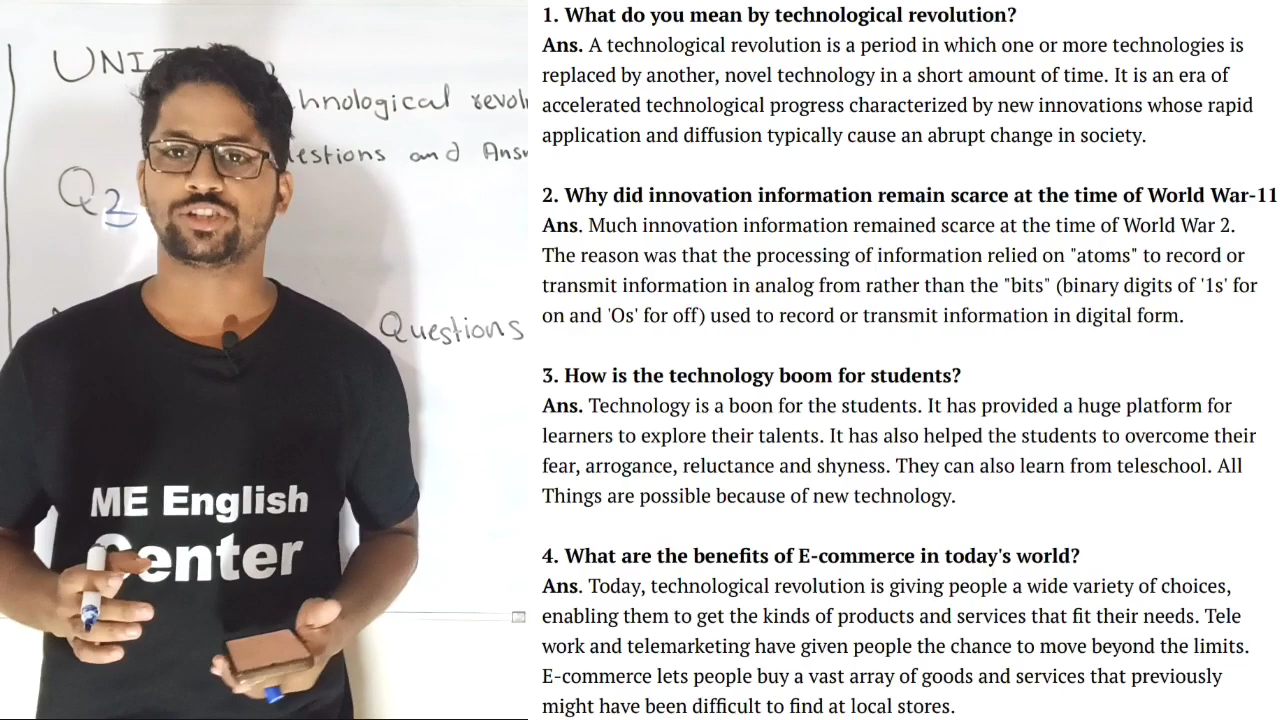 UNI
hnological revol
estions and Ans
Q2
Questions
ME English
Center
1. What do you mean by technological revolution?
Ans. A technological revolution is a period in which one or more technologies is
replaced by another, novel technology in a short amount of time. It is an era of
accelerated technological progress characterized by new innovations whose rapid
application and diffusion typically cause an abrupt change in society.
2. Why did innovation information remain scarce at the time of World War-11
Ans. Much innovation information remained scarce at the time of World War 2.
The reason was that the processing of information relied on "atoms" to record or
transmit information in analog from rather than the "bits" (binary digits of '1s' for
on and 'Os' for off) used to record or transmit information in digital form.
3. How is the technology boom for students?
Ans. Technology is a boon for the students. It has provided a huge platform for
learners to explore their talents. It has also helped the students to overcome their
fear, arrogance, reluctance and shyness. They can also learn from teleschool. All
Things are possible because of new technology.
4. What are the benefits of E-commerce in today's world?
Ans. Today, technological revolution is giving people a wide variety of choices,
enabling them to get the kinds of products and services that fit their needs. Tele
work and telemarketing have given people the chance to move beyond the limits.
E-commerce lets people buy a vast array of goods and services that previously
might have been difficult to find at local stores.